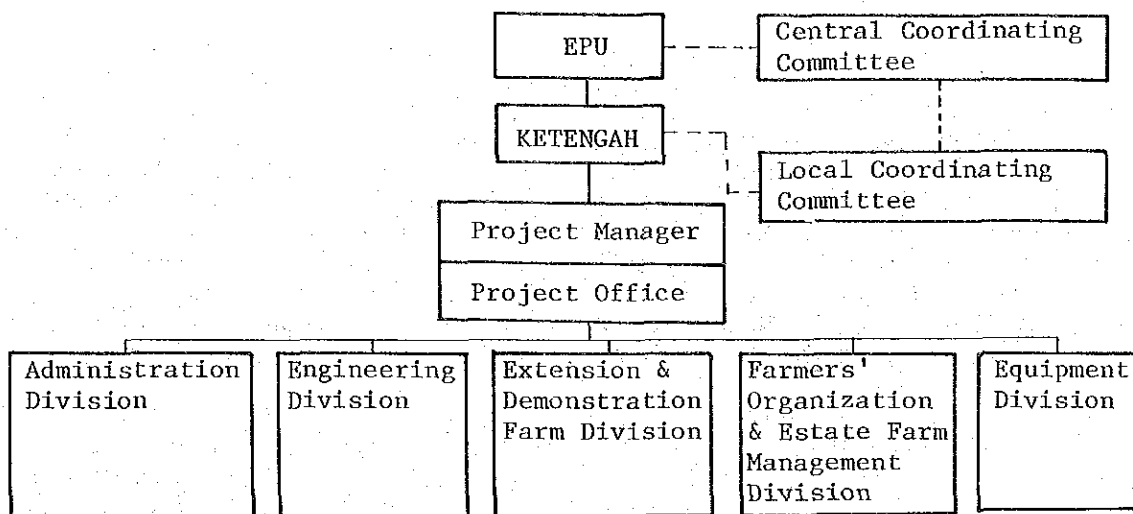 EPU
Central Coordinating
Committee
KETENGAH
Local Coordinating
Committee
Project Manager
Project Office
Administration
Division
Engineering
Division
Extension &
Demonstration
Farm Division
Farmers'
Organization
& Estate Farm
Management
Division
Equipment
Division